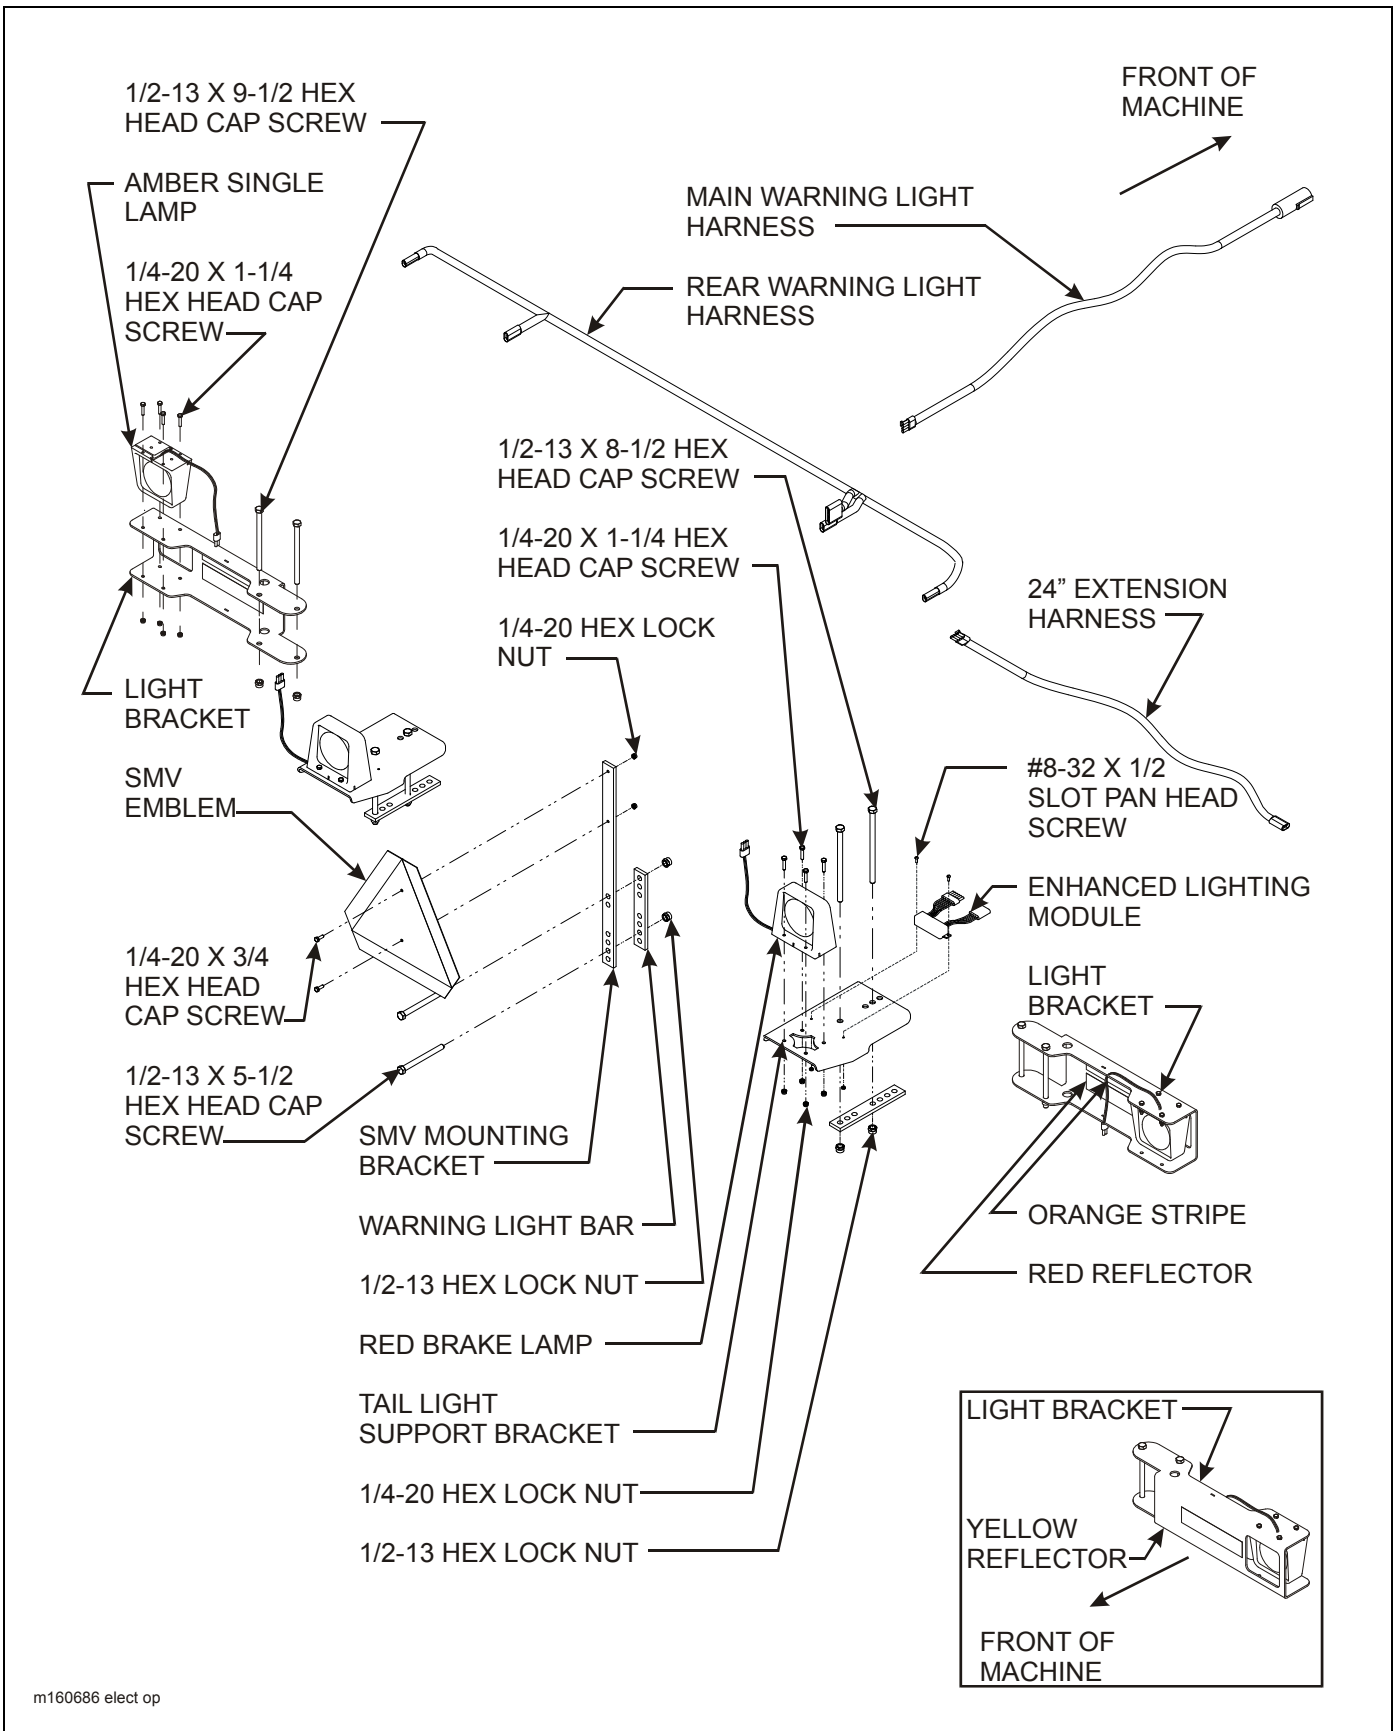 1/2-13 X 9-1/2 HEX
HEAD CAP SCREW
AMBER SINGLE
LAMP
1/4-20 X 1-1/4
HEX HEAD CAP
SCREW
FRONT OF
MACHINE
MAIN WARNING LIGHT
HARNESS
REAR WARNING LIGHT
HARNESS
1/2-13 X 8-1/2 HEX
HEAD CAP SCREW
1/4-20 X 1-1/4 HEX
HEAD CAP SCREW
1/4-20 HEX LOCK
NUT
24” EXTENSION
HARNESS
LIGHT
BRACKET
SMV
EMBLEM
#8-32 X 1/2
SLOT PAN HEAD
SCREW
ENHANCED LIGHTING
MODULE
1/4-20 X 3/4
HEX HEAD
CAP SCREW
LIGHT
BRACKET
1/2-13 X 5-1/2
HEX HEAD CAP
SCREW
SMV MOUNTING
BRACKET
WARNING LIGHT BAR
1/2-13 HEX LOCK NUT
RED BRAKE LAMP
TAIL LIGHT
SUPPORT BRACKET
1/4-20 HEX LOCK NUT
1/2-13 HEX LOCK NUT
ORANGE STRIPE
RED REFLECTOR
LIGHT BRACKET
YELLOW
REFLECTOR
FRONT OF
MACHINE
m160686 elect op